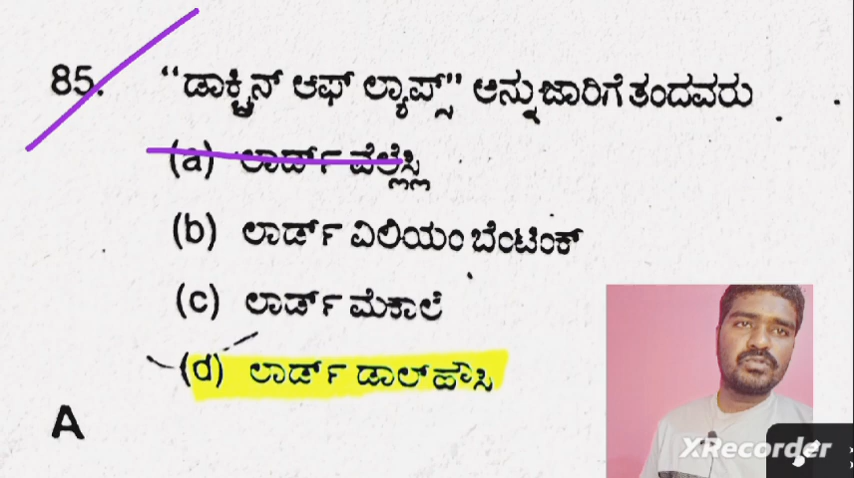 85. "ಡಾಕ್ಟ್ರಿನ್ ಆಫ್ ಲ್ಯಾಪ್ಸ್" ಅನ್ನು ಜಾರಿಗೆ ತಂದವರು
(a) ಲಾರ್ಡ್ ವೆಲ್ಲೆಸ್ಲಿ
(b) ಲಾರ್ಡ್ ವಿಲಿಯಂ ಬೆಂಟಿಂಕ್
(c) ಲಾರ್ಡ್ ಮೆಕಾಲೆ
(d) ಲಾರ್ಡ್ ಡಾಲ್‌ಹೌಸಿ
A
XRecorder